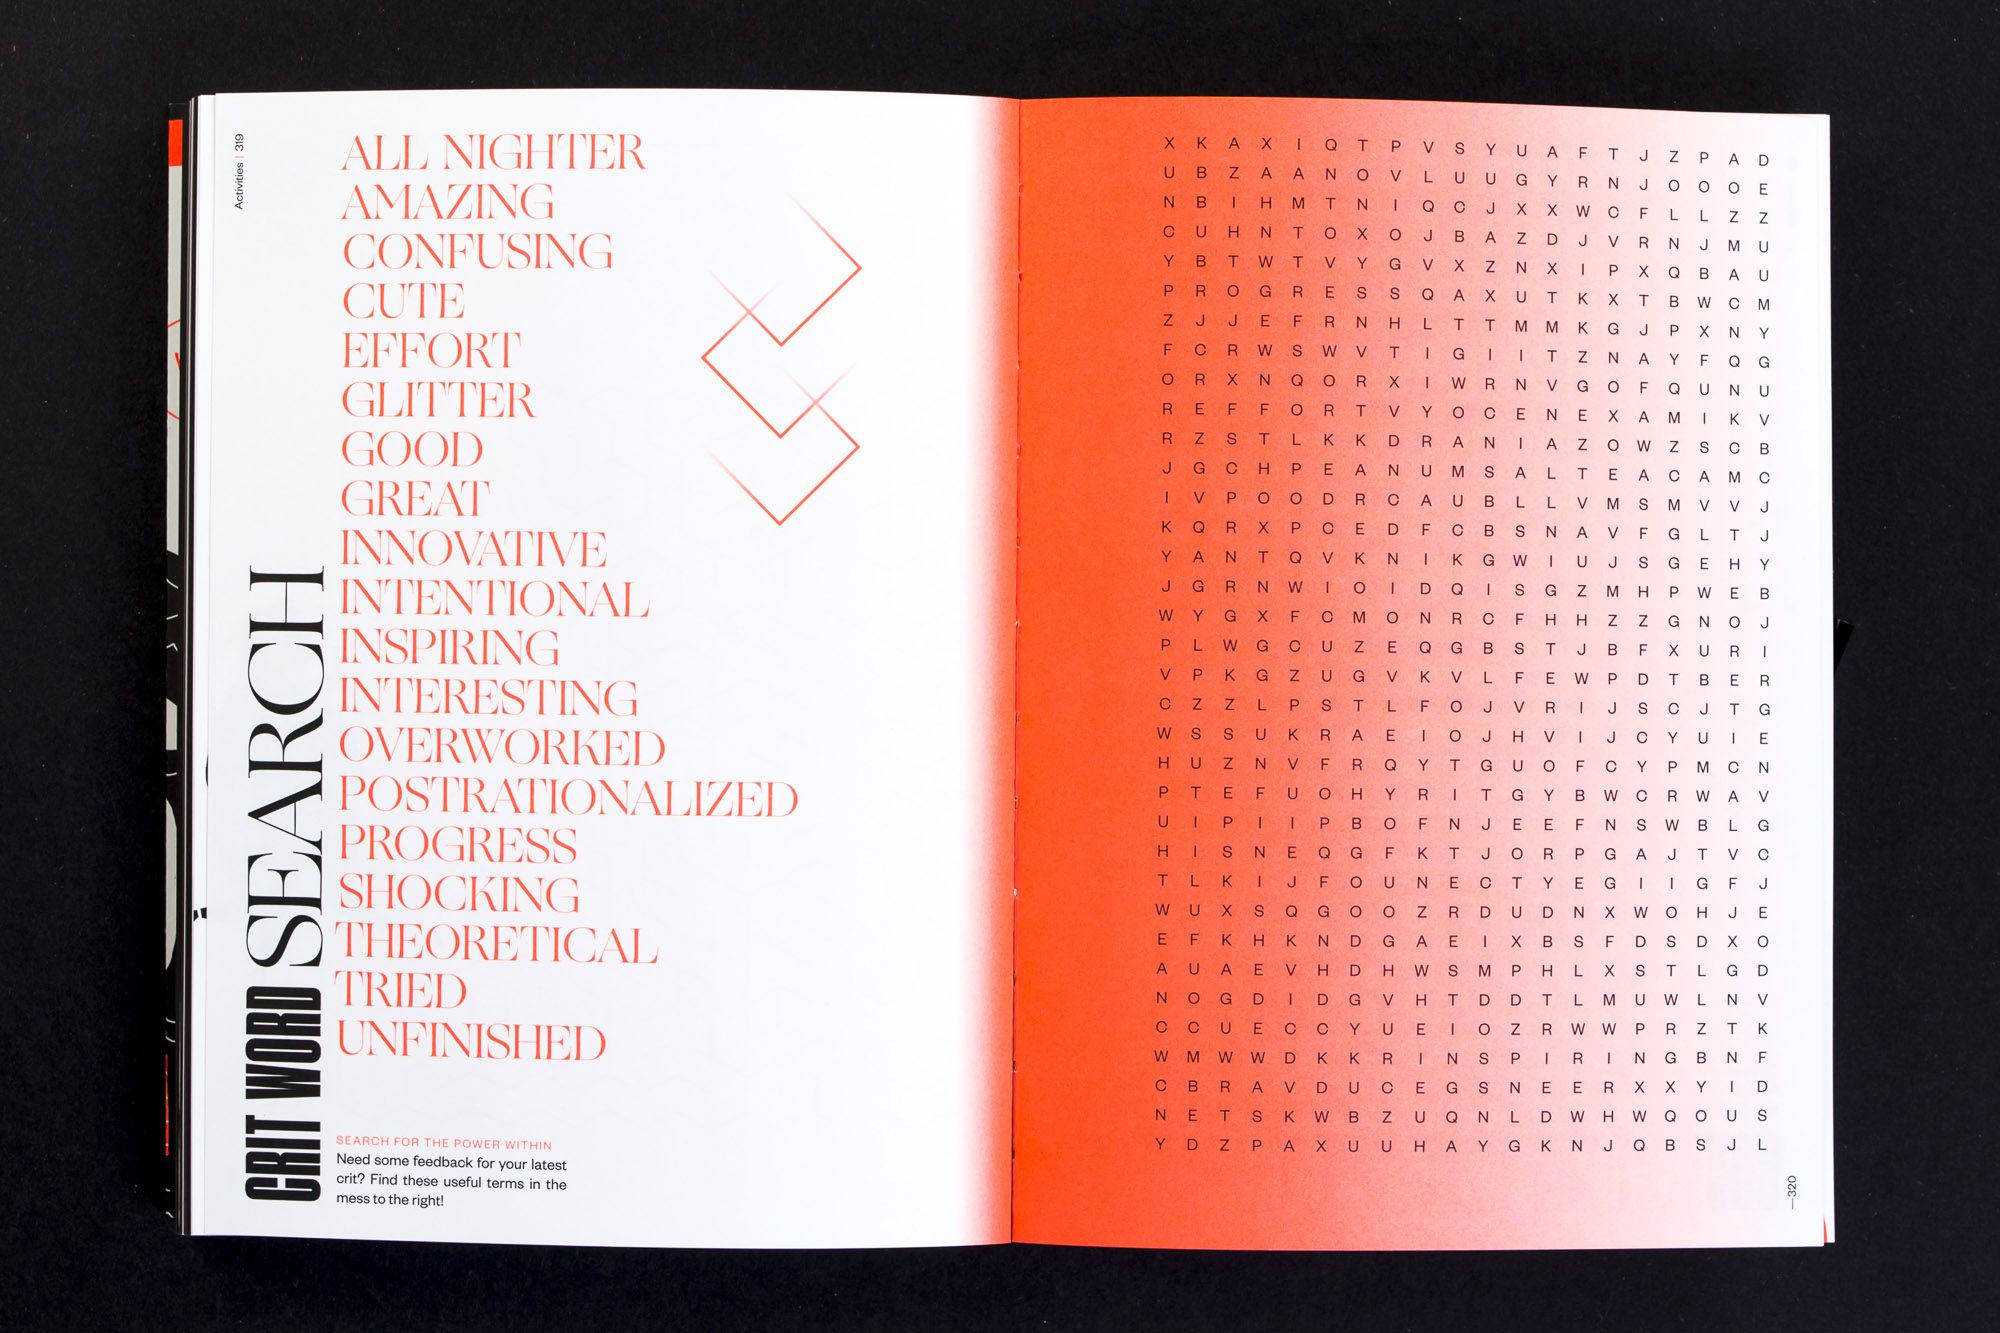 Activities | 319
CRIT WORD SEARCH
ALL NIGHTER
AMAZING
CONFUSING
CUTE
EFFORT
GLITTER
GOOD
GREAT
INNOVATIVE
INTENTIONAL
INSPIRING
INTERESTING
OVERWORKED
POSTRATIONALIZED
PROGRESS
SHOCKING
THEORETICAL
TRIED
UNFINISHED
SEARCH FOR THE POWER WITHIN
Need some feedback for your latest
crit? Find these useful terms in the
mess to the right!
X K A X I Q T P V S Y U A F T J Z P A D
U B Z A A N O V L U U G Y R N J O O O E
N B I H M T N I Q C J X X W C F L L Z Z
C U H N T O X O J B A Z D J V R N J M U
Y B T W T V Y G V X Z N X I P X Q B A U
P R O G R E S S Q A X U T K X T B W C M
Z J J E F R N H L T T M M K G J P X N Y
F C R W S W V T I G I I T Z N A Y F Q G
O R X N Q O R X I W R N V G O F Q U N U
R E F F O R T V Y O C E N E X A M I K V
R Z S T L K K D R A N I A Z O W Z S C B
J G C H P E A N U M S A L T E A C A M C
I V P O O D R C A U B L L V M S M V V J
K Q R X P C E D F C B S N A V F G L T J
Y A N T Q V K N I K G W I U J S G E H Y
J G R N W I O I D Q I S G Z M H P W E B
W Y G X F C M O N R C F H H Z Z G N O J
P L W G C U Z E Q G B S T J B F X U R I
V P K G Z U G V K V L F E W P D T B E R
C Z Z L P S T L F O J V R I J S C J T G
W S S U K R A E I O J H V I J C Y U I E
H U Z N V F R Q Y T G U O F C Y P M C N
P T E F U O H Y R I T G Y B W C R W A V
U I P I I P B O F N J E E F N S W B L G
H I S N E Q G F K T J O R P G A J T V C
T L K I J F O U N E C T Y E G I I G F J
W U X S Q G O O Z R D U D N X W O H J E
E F K H K N D G A E I X B S F D S D X O
A U A E V H D H W S M P H L X S T L G D
N O G D I D G V H T D D T L M U W L N V
C C U E C C Y U E I O Z R W W P R Z T K
W M W W D K K R I N S P I R I N G B N F
C B R A V D U C E G S N E E R X X Y I D
N E T S K W B Z U Q N L D W H W Q O U S
Y D Z P A X U U H A Y G K N J Q B S J L
—320